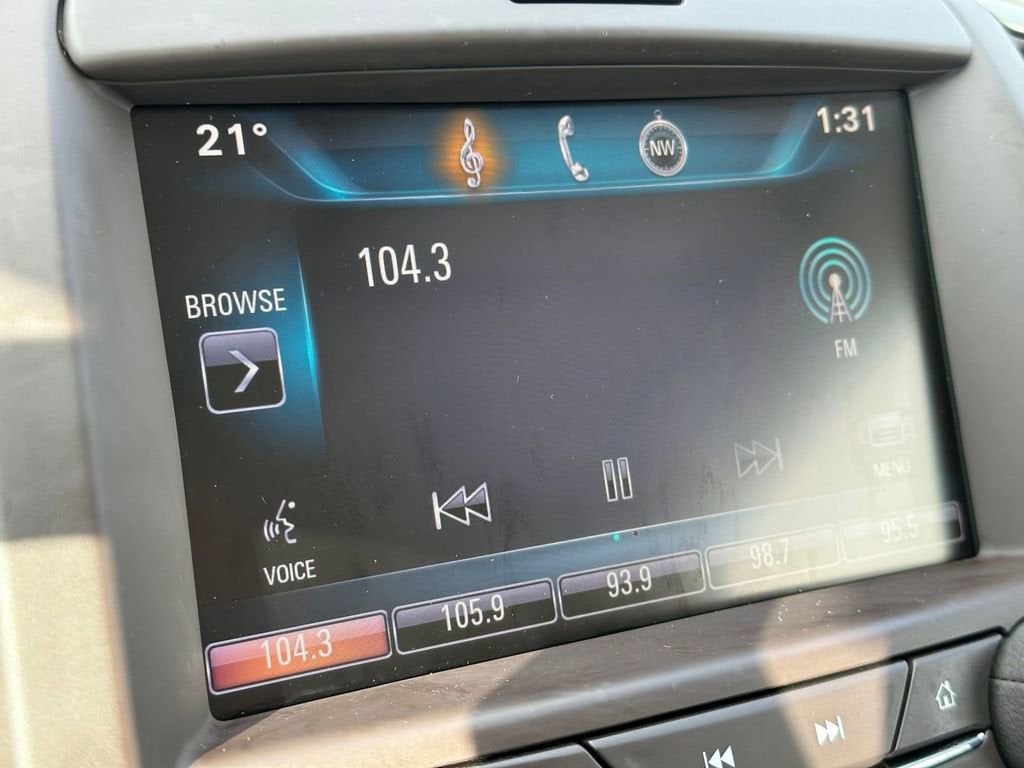 21°
NW
1:31
104.3
BROWSE
FM
MENU
VOICE
104.3
105.9
93.9
98.7
95.5